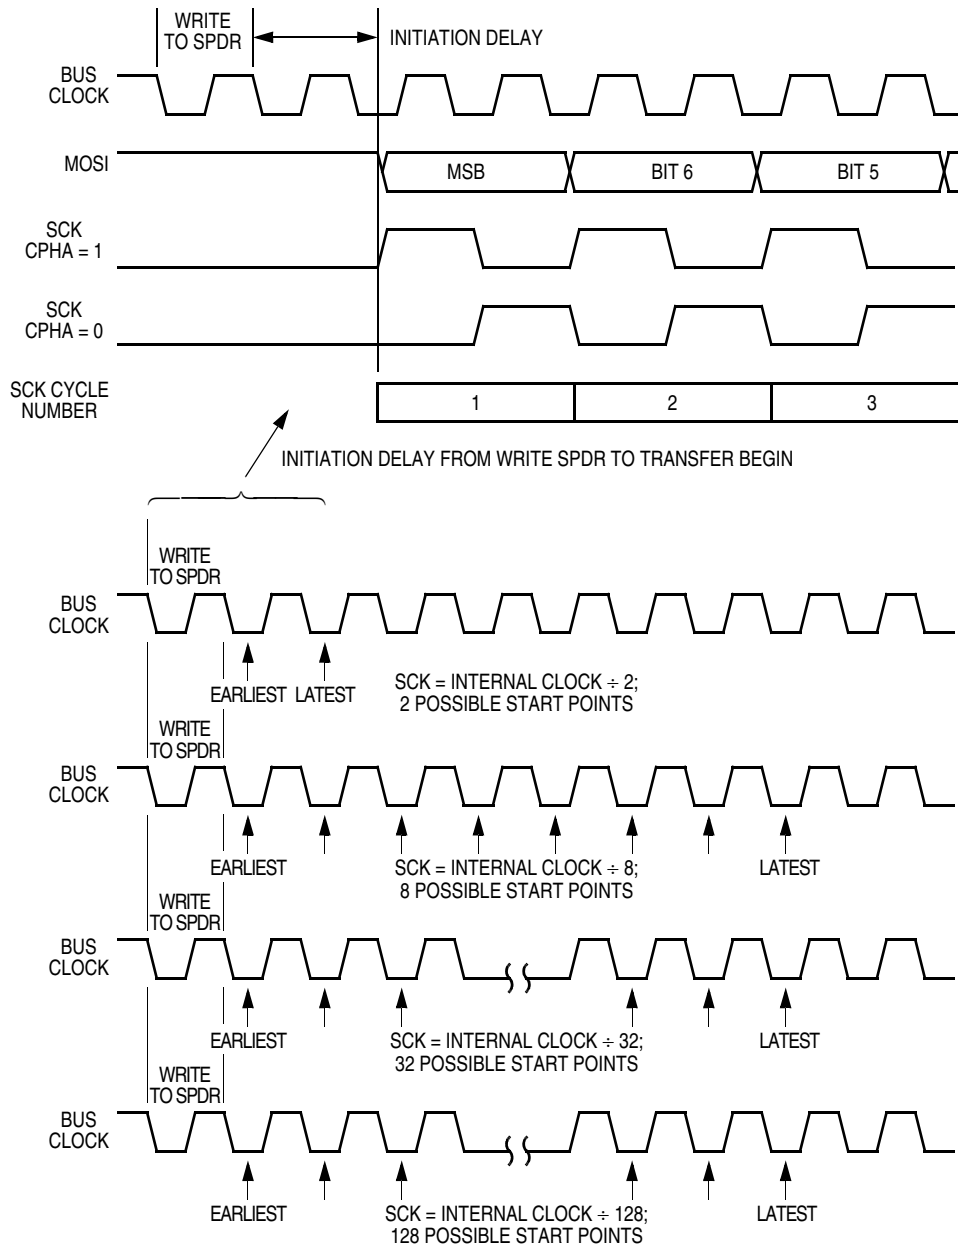 WRITE
TO SPDR
INITIATION DELAY
BUS
CLOCK
MOSI
MSB
BIT 6
BIT 5
SCK
CPHA = 1
SCK
CPHA = 0
SCK CYCLE
NUMBER
1
2
3
INITIATION DELAY FROM WRITE SPDR TO TRANSFER BEGIN
WRITE
TO SPDR
BUS
CLOCK
EARLIEST
LATEST
SCK = INTERNAL CLOCK ÷ 2;
2 POSSIBLE START POINTS
WRITE
TO SPDR
BUS
CLOCK
EARLIEST
SCK = INTERNAL CLOCK ÷ 8;
8 POSSIBLE START POINTS
LATEST
WRITE
TO SPDR
BUS
CLOCK
EARLIEST
SCK = INTERNAL CLOCK ÷ 32;
32 POSSIBLE START POINTS
LATEST
WRITE
TO SPDR
BUS
CLOCK
EARLIEST
SCK = INTERNAL CLOCK ÷ 128;
128 POSSIBLE START POINTS
LATEST